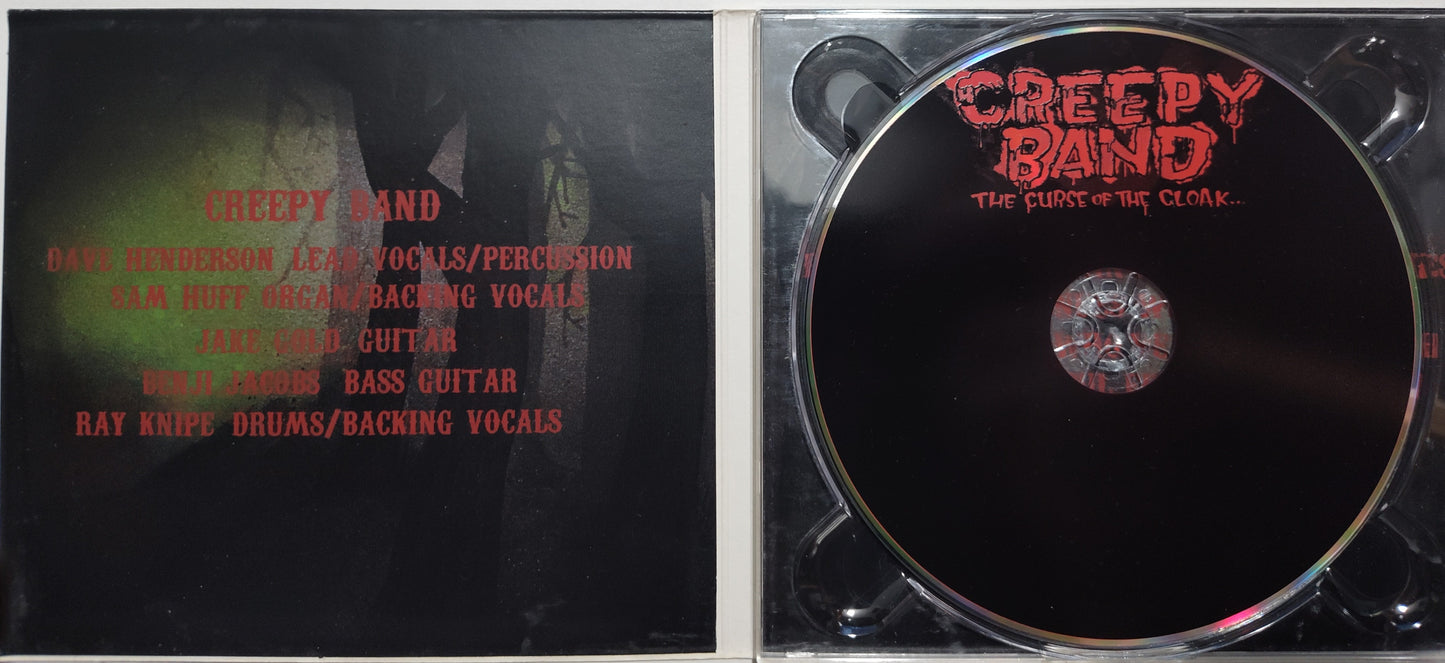 CREEPY BAND
DAVE HENDERSON LEAD VOCALS/PERCUSSION
SAM HUFF ORGAN/BACKING VOCALS
JAKE GOLD GUITAR
BENJI JACOBS BASS GUITAR
RAY KNIPE DRUMS/BACKING VOCALS
CREEPY
BAND
THE CURSE OF THE CLOAK...